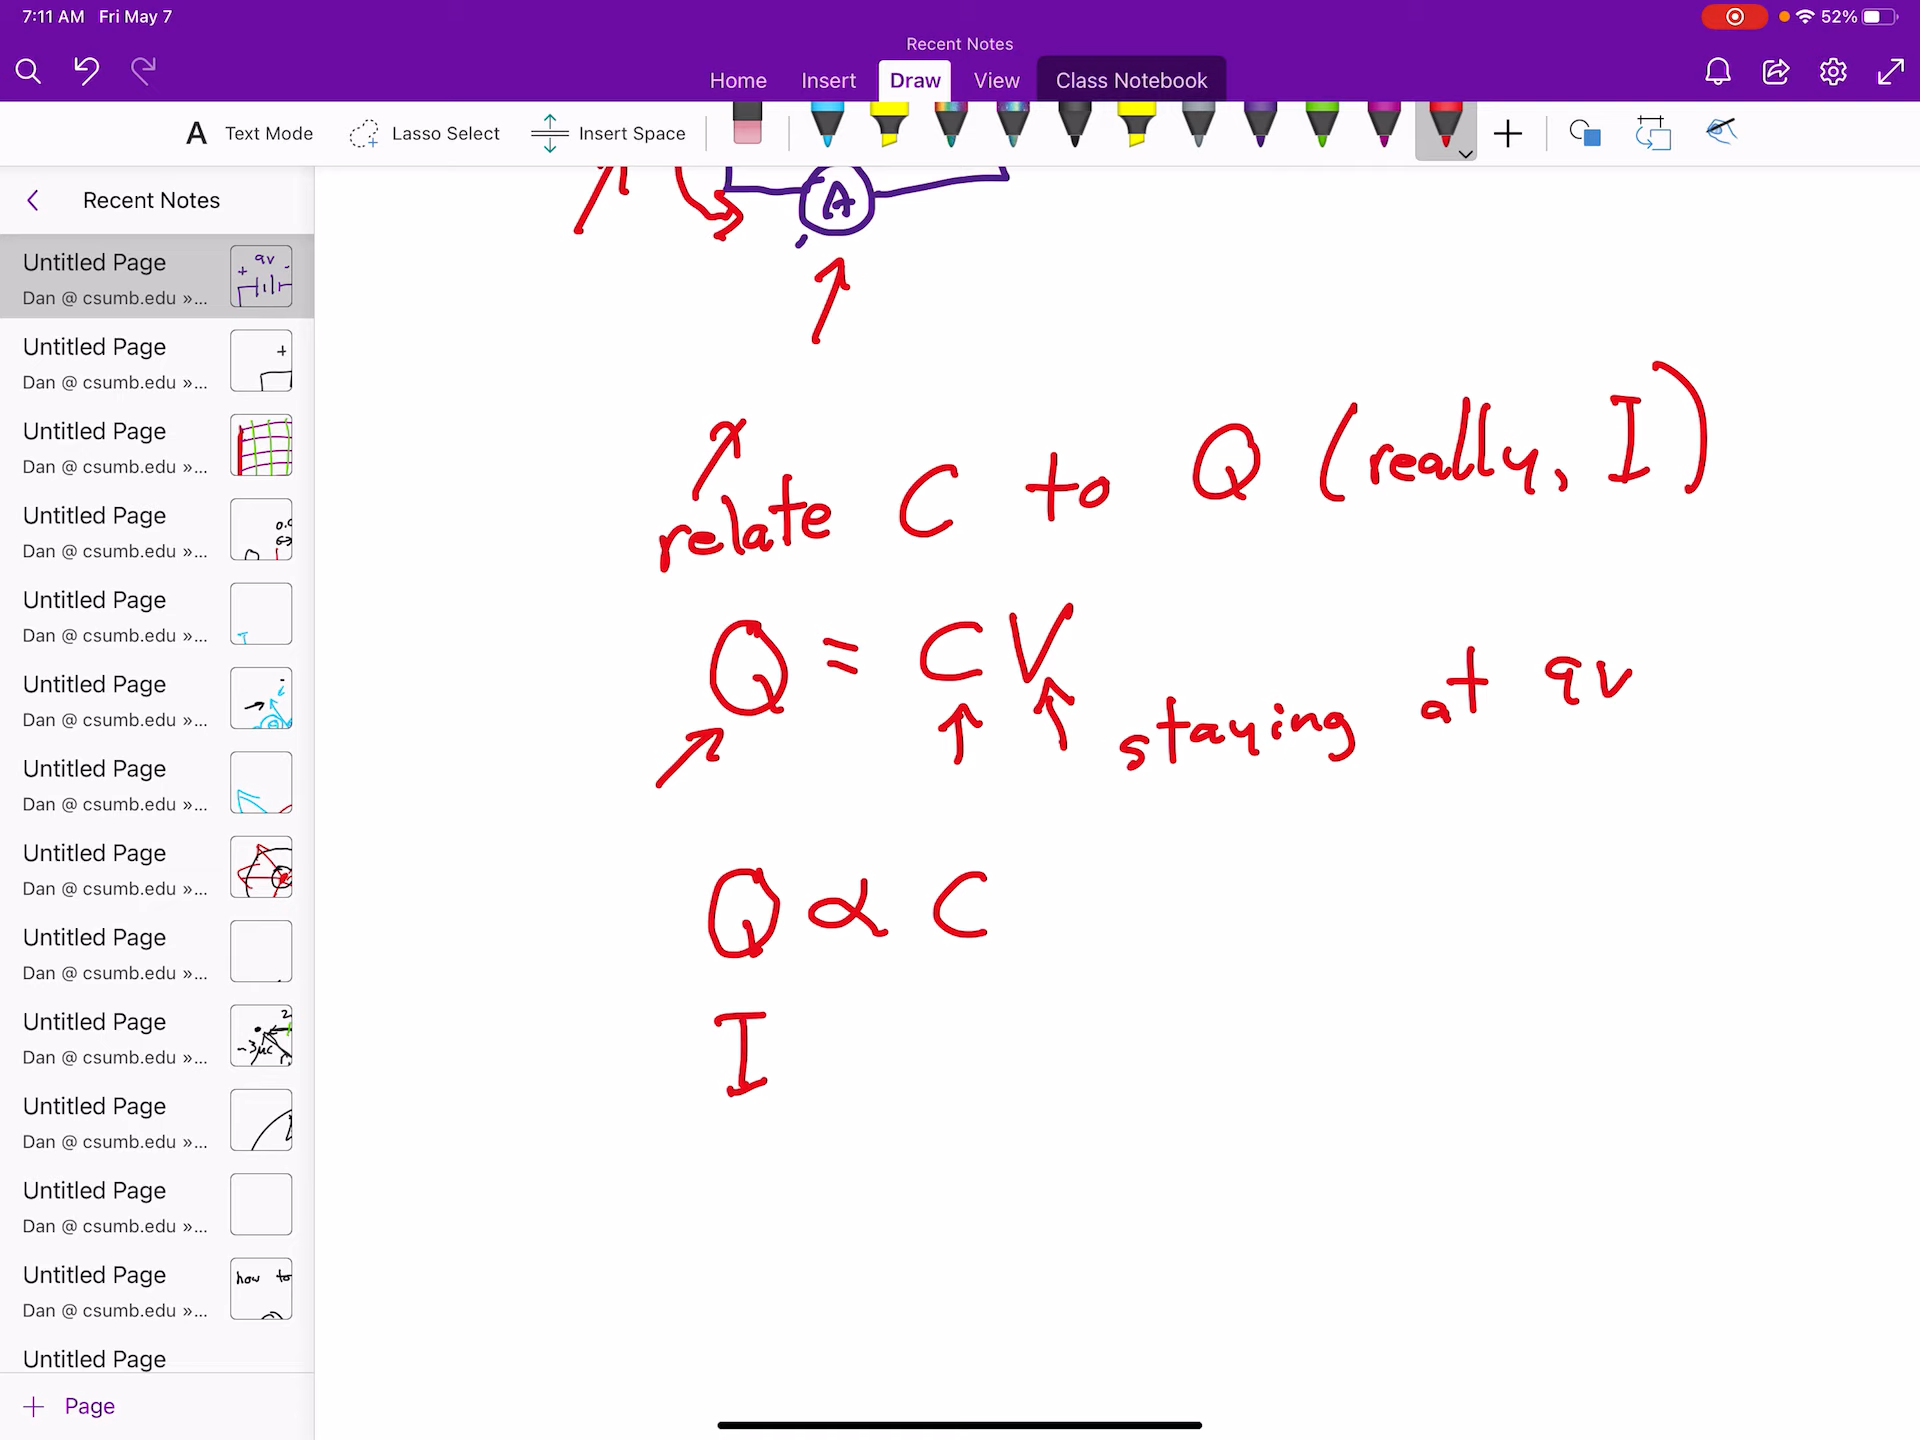 7:11 AM Fri May 7
52%
Recent Notes
Home Insert Draw View Class Notebook
A Text Mode Lasso Select Insert Space
Recent Notes
Untitled Page
Dan @ csumb.edu »...
9V
+ -
Untitled Page
Dan @ csumb.edu »...
+
Untitled Page
Dan @ csumb.edu »...
Untitled Page
Dan @ csumb.edu »...
Untitled Page
Dan @ csumb.edu »...
Untitled Page
Dan @ csumb.edu »...
Untitled Page
Dan @ csumb.edu »...
Untitled Page
Dan @ csumb.edu »...
Untitled Page
Dan @ csumb.edu »...
Untitled Page
Dan @ csumb.edu »...
2
-3μC
Untitled Page
Dan @ csumb.edu »...
Untitled Page
Dan @ csumb.edu »...
Untitled Page
Dan @ csumb.edu »...
how to
Untitled Page
+ Page
A
relate C to Q (really, I)
Q = C V
staying at 9V
Q ∝ C
I